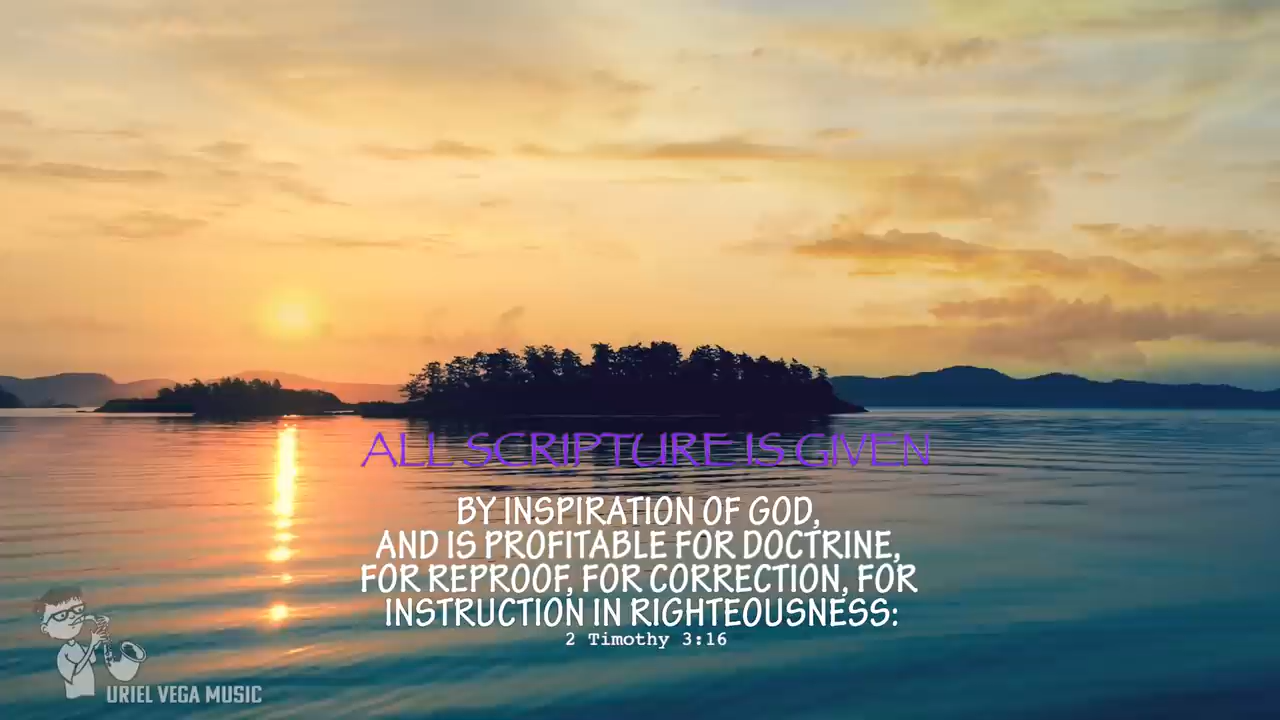 ALL SCRIPTURE IS GIVEN
BY INSPIRATION OF GOD,
AND IS PROFITABLE FOR DOCTRINE,
FOR REPROOF, FOR CORRECTION, FOR
INSTRUCTION IN RIGHTEOUSNESS:
2 Timothy 3:16
URIEL VEGA MUSIC